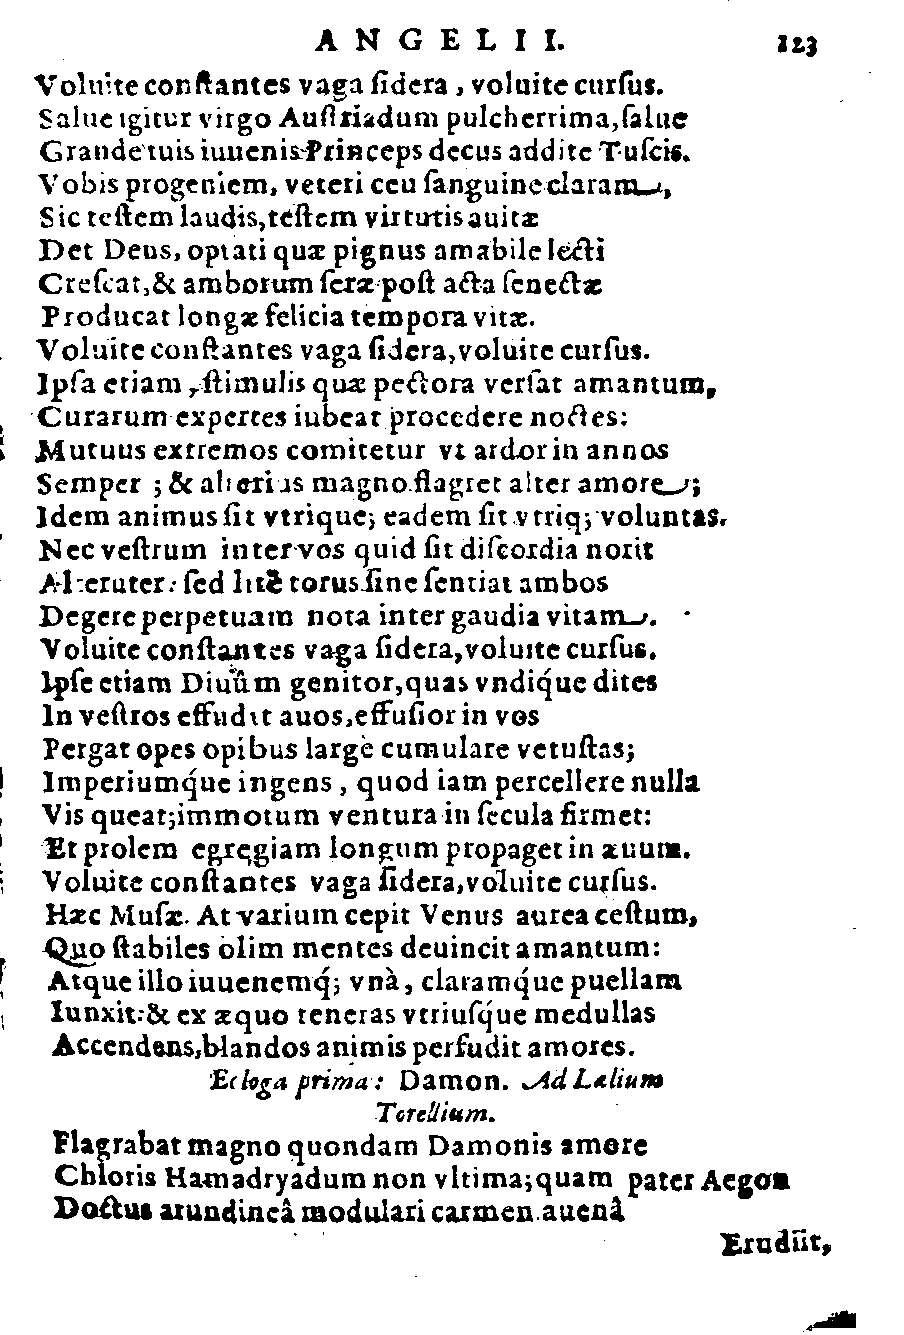 ANGELII. 123
Voluite conſtantes vaga ſidera, voluite curſus.
Salue igitur virgo Auſtriadum pulcherrima, ſalue
Grande tuis iuuenis Princeps decus addite Tuſcis.
Vobis progeniem, veteri ceu ſanguine claram,
Sic teſtem laudis, teſtem virtutis auitæ
Det Deus, optati quæ pignus amabile lecti
Creſcat, & amborum ſeræ poſt acta ſenectæ
Producat longæ felicia tempora vitæ.
Voluite conſtantes vaga ſidera, voluite curſus.
Ipſa etiam, ſtimulis quæ pectora verſat amantum,
Curarum expertes iubeat procedere noctes:
Mutuus extremos comitetur vt ardor in annos
Semper; & alterius magno flagret alter amore;
Idem animus ſit vtrique; eadem ſit vtriq; voluntas.
Nec veſtrum inter vos quid ſit diſcordia norit
Alteruter: ſed lite torus ſine ſentiat ambos
Degere perpetuam nota inter gaudia vitam.
Voluite conſtantes vaga ſidera, voluite curſus.
Ipſe etiam Diuûm genitor, quas vndiq́ue dites
In veſtros effudit auos, effuſior in vos
Pergat opes opibus largè cumulare vetuſtas;
Imperiumq́ue ingens, quod iam percellere nulla
Vis queat; immotum ventura in ſecula firmet:
Et prolem egregiam longum propaget in æuum.
Voluite conſtantes vaga ſidera, voluite curſus.
Hæc Muſæ. At varium cepit Venus aurea ceſtum,
Quo ſtabiles olim mentes deuincit amantum:
Atque illo iuuenemq́; vnà, claramq́ue puellam
Iunxit: & ex æquo teneras vtriuſq́ue medullas
Accendens, blandos animis perfudit amores.
Ecloga prima: Damon. Ad Lælium
Torellium.
Flagrabat magno quondam Damonis amore
Chloris Hamadryadum non vltima; quam pater Aegon
Doctus arundineâ modulari carmen auenâ
Erudiit,